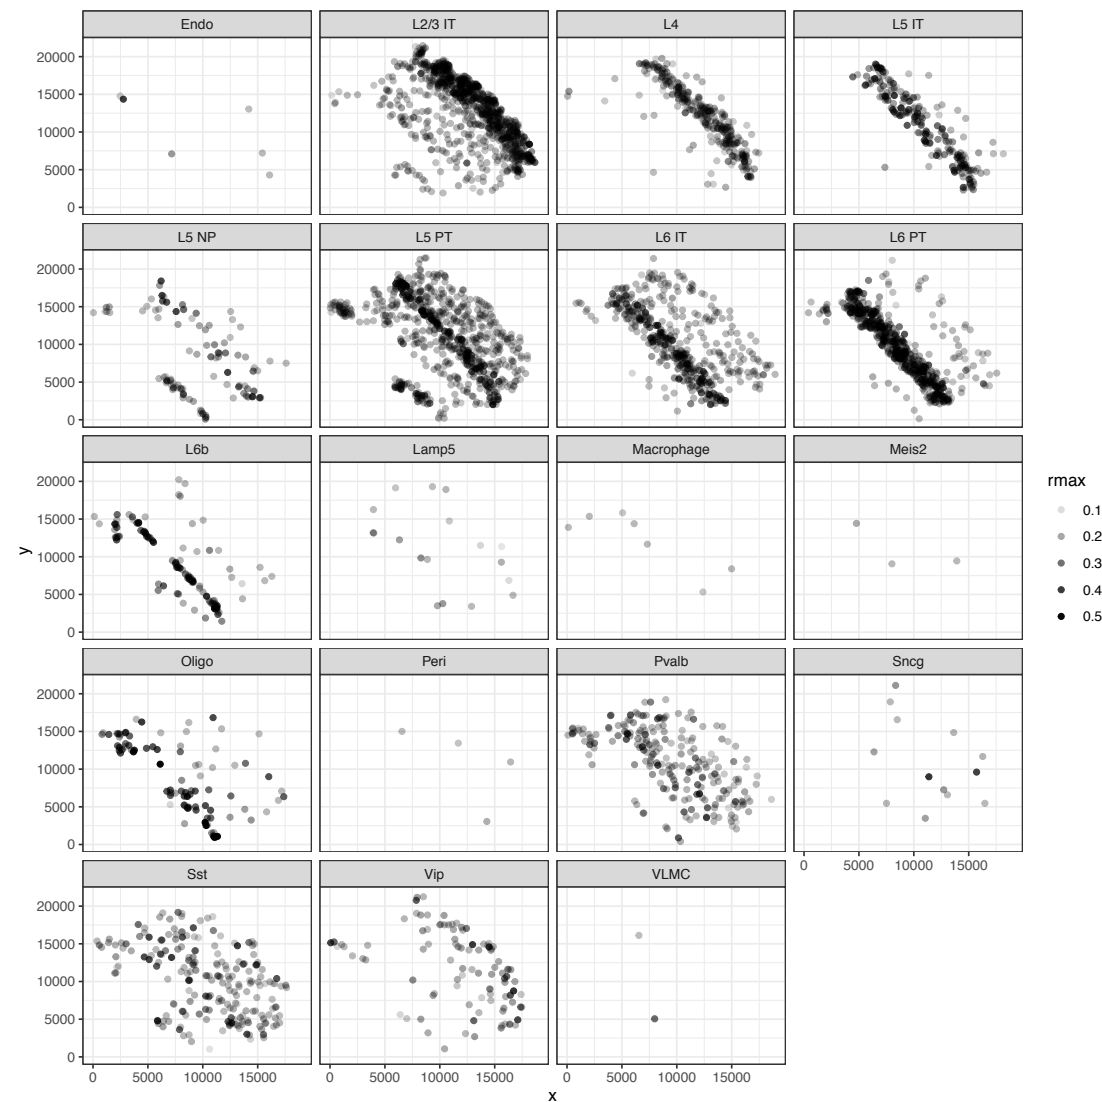 Endo
L2/3 IT
L4
L5 IT
20000
15000
10000
5000
0
L5 NP
L5 PT
L6 IT
L6 PT
20000
15000
10000
5000
0
L6b
Lamp5
Macrophage
Meis2
20000
15000
10000
5000
0
y
rmax
0.1
0.2
0.3
0.4
0.5
Oligo
Peri
Pvalb
Sncg
20000
15000
10000
5000
0
0 5000 10000 15000
Sst
Vip
VLMC
20000
15000
10000
5000
0
0 5000 10000 15000
0 5000 10000 15000
0 5000 10000 15000
x